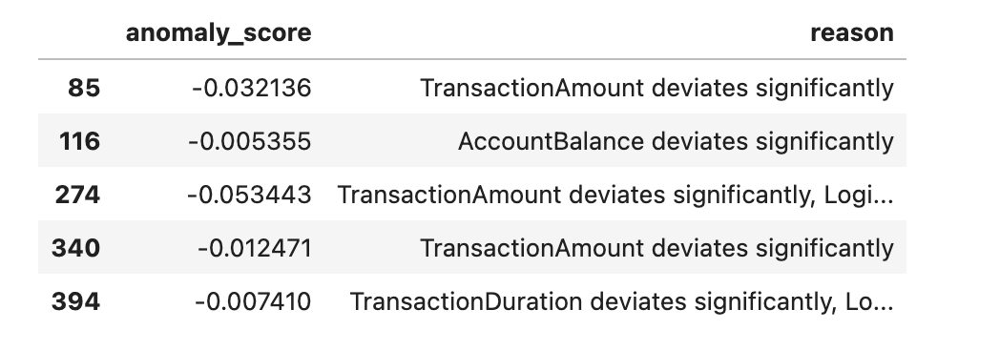 anomaly_score reason
85 -0.032136 TransactionAmount deviates significantly
116 -0.005355 AccountBalance deviates significantly
274 -0.053443 TransactionAmount deviates significantly, Logi...
340 -0.012471 TransactionAmount deviates significantly
394 -0.007410 TransactionDuration deviates significantly, Lo...